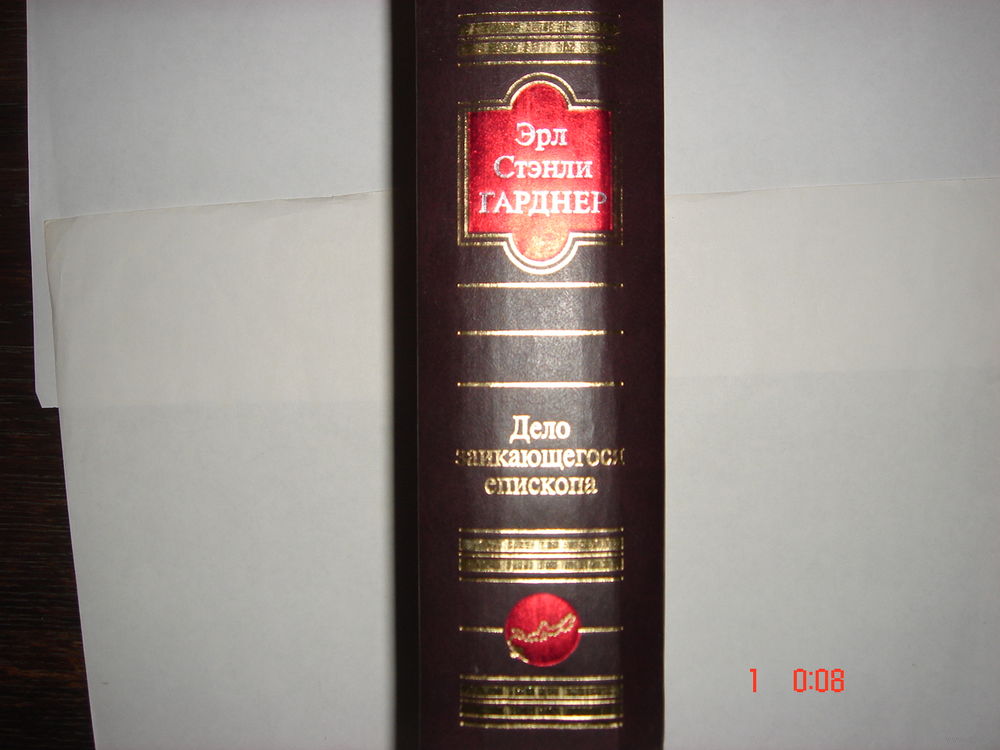 Эрл
Стэнли
ГАРДНЕР
Дело
заикающегося
епископа
1 0:08